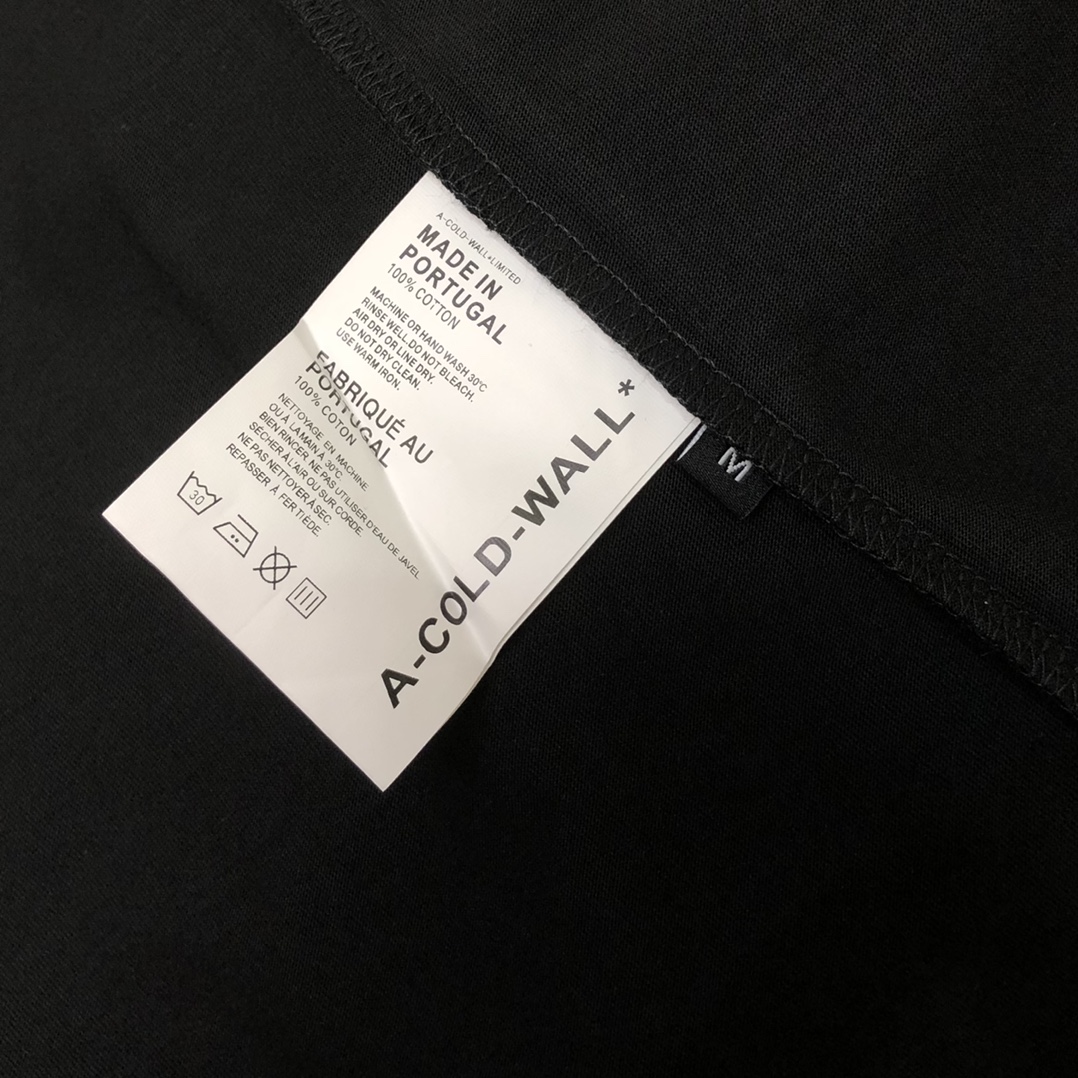 A-COLD-WALL*LIMITED
MADE IN
PORTUGAL
100% COTTON
MACHINE OR HAND WASH 30°C
RINSE WELL. DO NOT BLEACH.
AIR DRY OR LINE DRY.
DO NOT DRY CLEAN.
USE WARM IRON.
FABRIQUÉ AU
PORTUGAL
100% COTON
NETTOYAGE EN MACHINE
OU À LA MAIN À 30°C.
BIEN RINCER. NE PAS UTILISER D'EAU DE JAVEL
SÉCHER À L'AIR OU SUR CORDE.
NE PAS NETTOYER À SEC.
REPASSER À FER TIÈDE.
30
A-COLD-WALL*
M